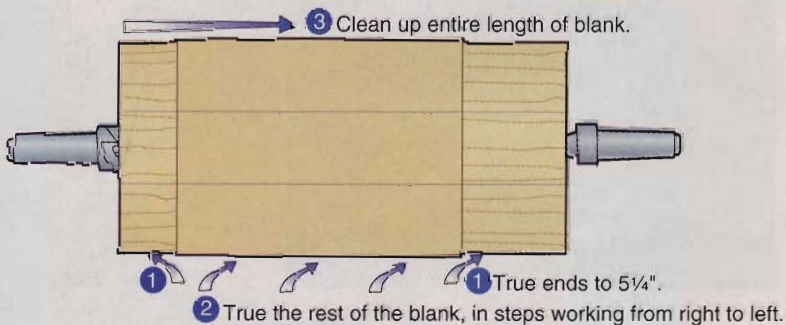 3 Clean up entire length of blank.
1
1 True ends to 5¼".
2 True the rest of the blank, in steps working from right to left.